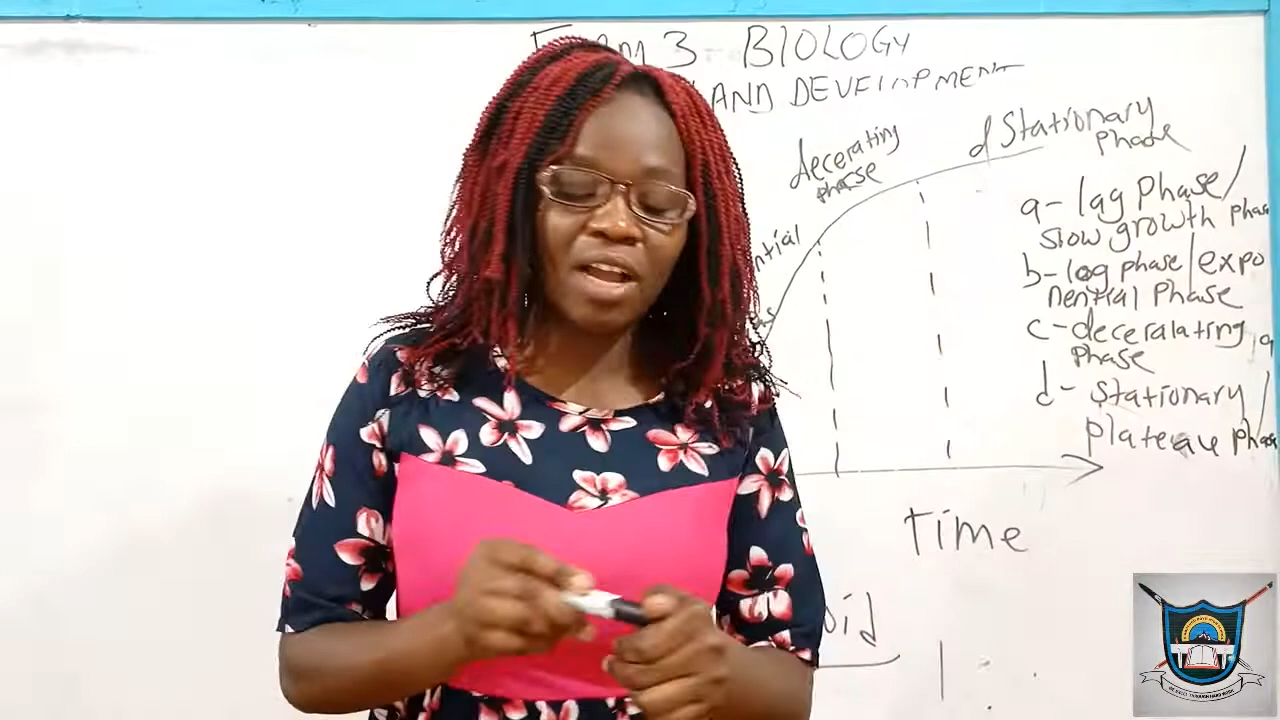 Form 3 - BIOLOGY
AND DEVELOPMENT
decerating
phase
d Stationary
phase
ntial
a- lag Phase/
slow growth phase
b- log phase/expo
nential Phase
c- deceralating
phase
d- Stationary/
plateau phase
Time
oid